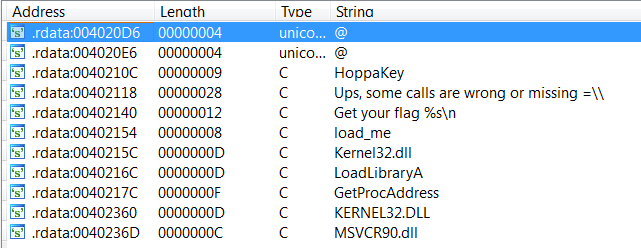 Address Length Type String
.rdata:004020D6 00000004 unico... @
.rdata:004020E6 00000004 unico... @
.rdata:0040210C 00000009 C HoppaKey
.rdata:00402118 00000028 C Ups, some calls are wrong or missing =\\
.rdata:00402140 00000012 C Get your flag %s\n
.rdata:00402154 00000008 C load_me
.rdata:0040215C 0000000D C Kernel32.dll
.rdata:0040216C 0000000D C LoadLibraryA
.rdata:0040217C 0000000F C GetProcAddress
.rdata:00402360 0000000D C KERNEL32.DLL
.rdata:0040236D 0000000C C MSVCR90.dll